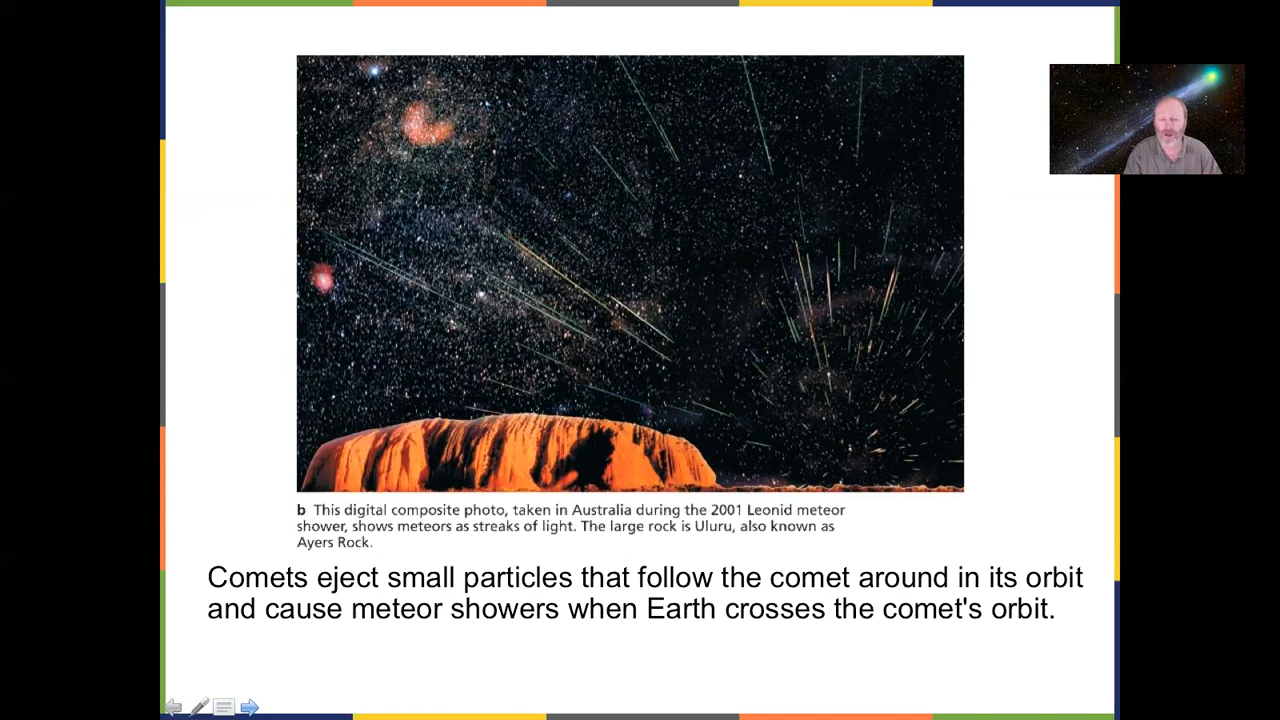 b This digital composite photo, taken in Australia during the 2001 Leonid meteor
shower, shows meteors as streaks of light. The large rock is Uluru, also known as
Ayers Rock.
Comets eject small particles that follow the comet around in its orbit
and cause meteor showers when Earth crosses the comet's orbit.